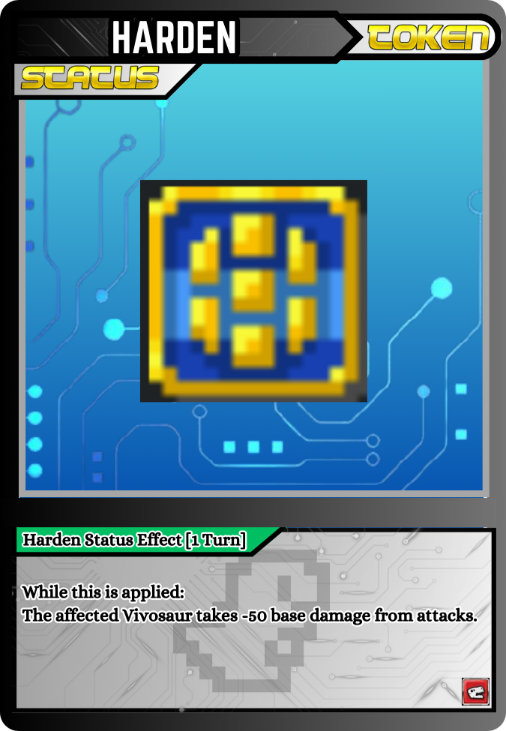 HARDEN
TOKEN
STATUS
Harden Status Effect [1 Turn]
While this is applied:
The affected Vivosaur takes -50 base damage from attacks.